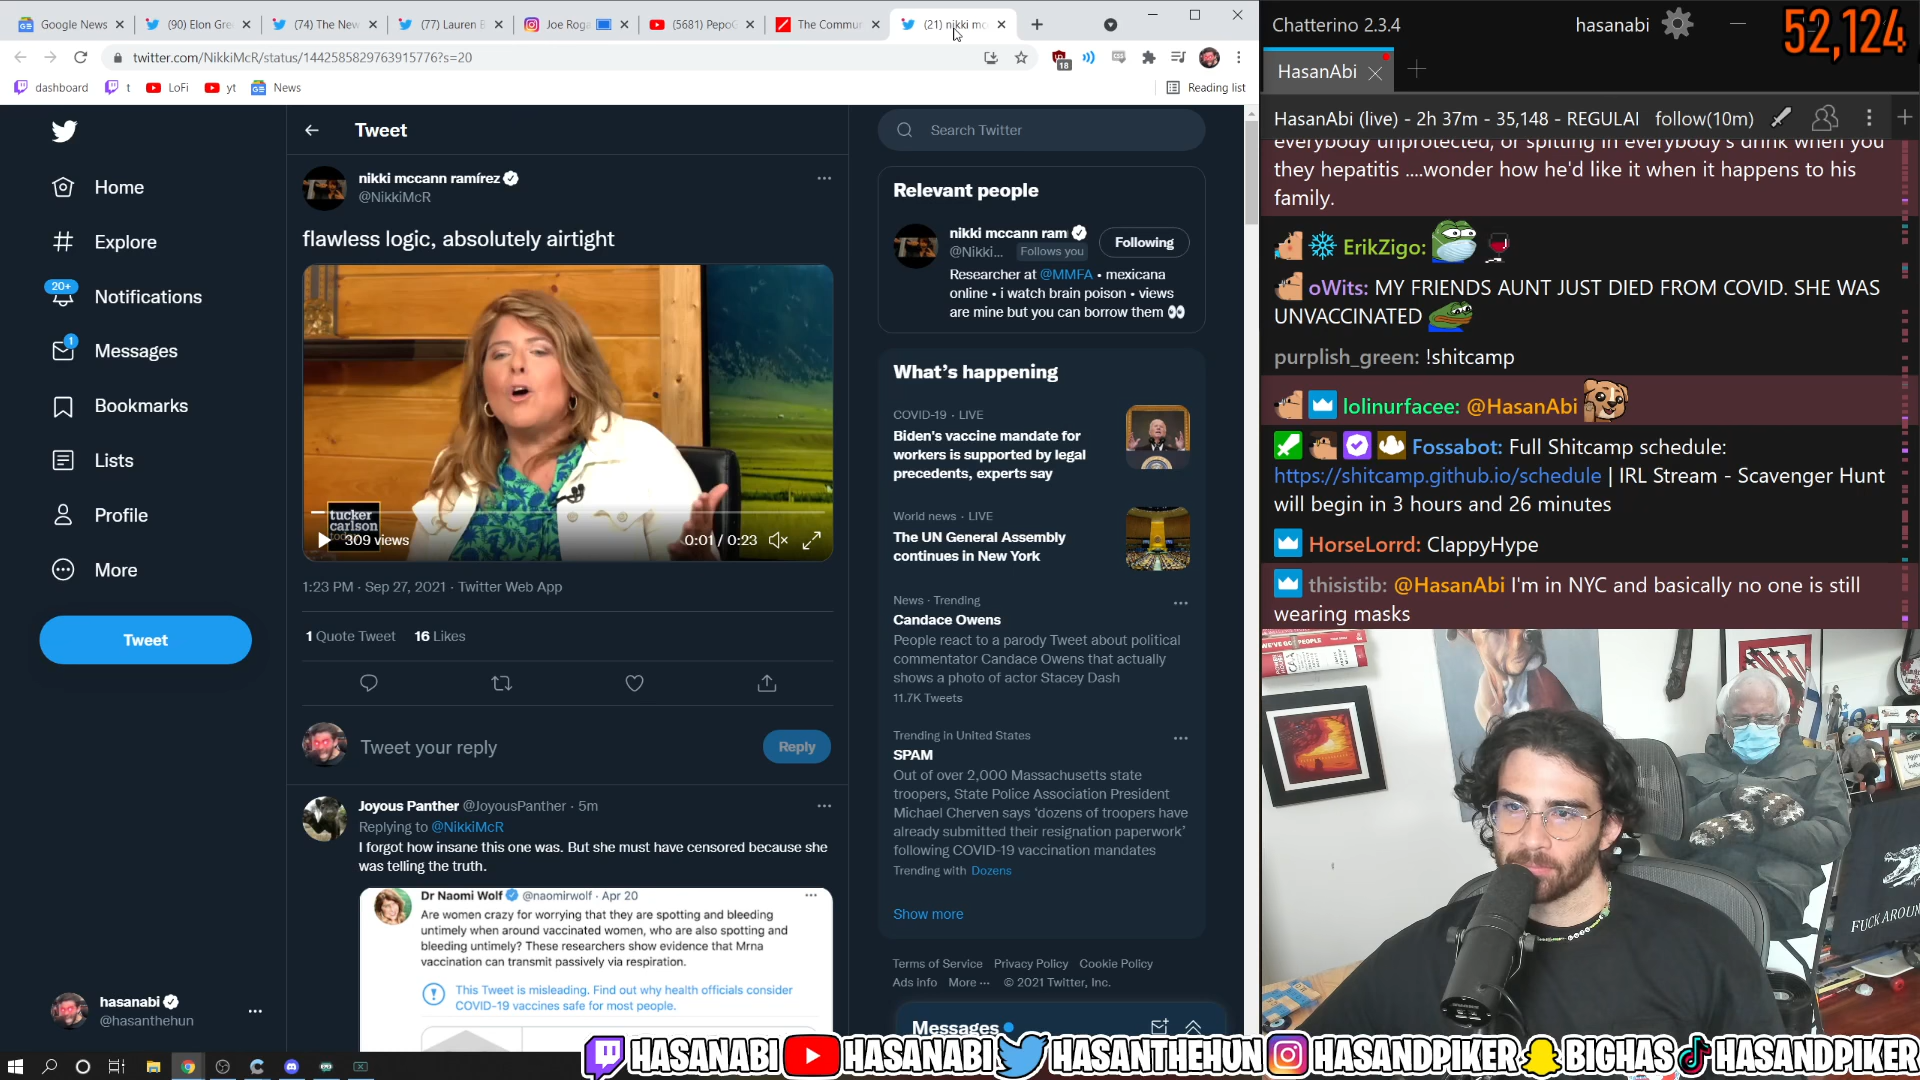 Google News
(90) Elon Gre
(74) The New
(77) Lauren B
Joe Roga
(5681) PepoG
The Commun
(21) nikki mc
twitter.com/NikkiMcR/status/1442585829763915776?s=20
18
dashboard
t
LoFi
yt
News
Reading list
Home
Explore
20+
Notifications
1
Messages
Bookmarks
Lists
Profile
More
Tweet
hasanabi
@hasanthehun
Tweet
nikki mccann ramírez
@NikkiMcR
flawless logic, absolutely airtight
tucker
carlson
309 views
0:01 / 0:23
1:23 PM · Sep 27, 2021 · Twitter Web App
1 Quote Tweet 16 Likes
Tweet your reply
Reply
Joyous Panther @JoyousPanther · 5m
Replying to @NikkiMcR
I forgot how insane this one was. But she must have censored because she
was telling the truth.
Dr Naomi Wolf @naomirwolf · Apr 20
Are women crazy for worrying that they are spotting and bleeding
untimely when around vaccinated women, who are also spotting and
bleeding untimely? These researchers show evidence that Mrna
vaccination can transmit passively via respiration.
This Tweet is misleading. Find out why health officials consider
COVID-19 vaccines safe for most people.
Search Twitter
Relevant people
nikki mccann ram
@Nikki... Follows you
Following
Researcher at @MMFA • mexicana
online • i watch brain poison • views
are mine but you can borrow them 👀
What's happening
COVID-19 · LIVE
Biden's vaccine mandate for
workers is supported by legal
precedents, experts say
World news · LIVE
The UN General Assembly
continues in New York
News · Trending
Candace Owens
People react to a parody Tweet about political
commentator Candace Owens that actually
shows a photo of actor Stacey Dash
11.7K Tweets
Trending in United States
SPAM
Out of over 2,000 Massachusetts state
troopers, State Police Association President
Michael Cherven says 'dozens of troopers have
already submitted their resignation paperwork'
following COVID-19 vaccination mandates
Trending with Dozens
Show more
Terms of Service Privacy Policy Cookie Policy
Ads info More ··· © 2021 Twitter, Inc.
Messages
Chatterino 2.3.4
hasanabi
52,124
HasanAbi
HasanAbi (live) - 2h 37m - 35,148 - REGULAI follow(10m)
everybody unprotected, or spitting in everybody's drink when you
they hepatitis ....wonder how he'd like it when it happens to his
family.
ErikZigo:
oWits: MY FRIENDS AUNT JUST DIED FROM COVID. SHE WAS
UNVACCINATED
purplish_green: !shitcamp
lolinurfacee: @HasanAbi
Fossabot: Full Shitcamp schedule:
https://shitcamp.github.io/schedule | IRL Stream - Scavenger Hunt
will begin in 3 hours and 26 minutes
HorseLorrd: ClappyHype
thisistib: @HasanAbi I'm in NYC and basically no one is still
wearing masks
FUCK AROUN
HASANABI HASANABI HASANTHEHUN HASANDPIKER BIGHAS HASANDPIKER